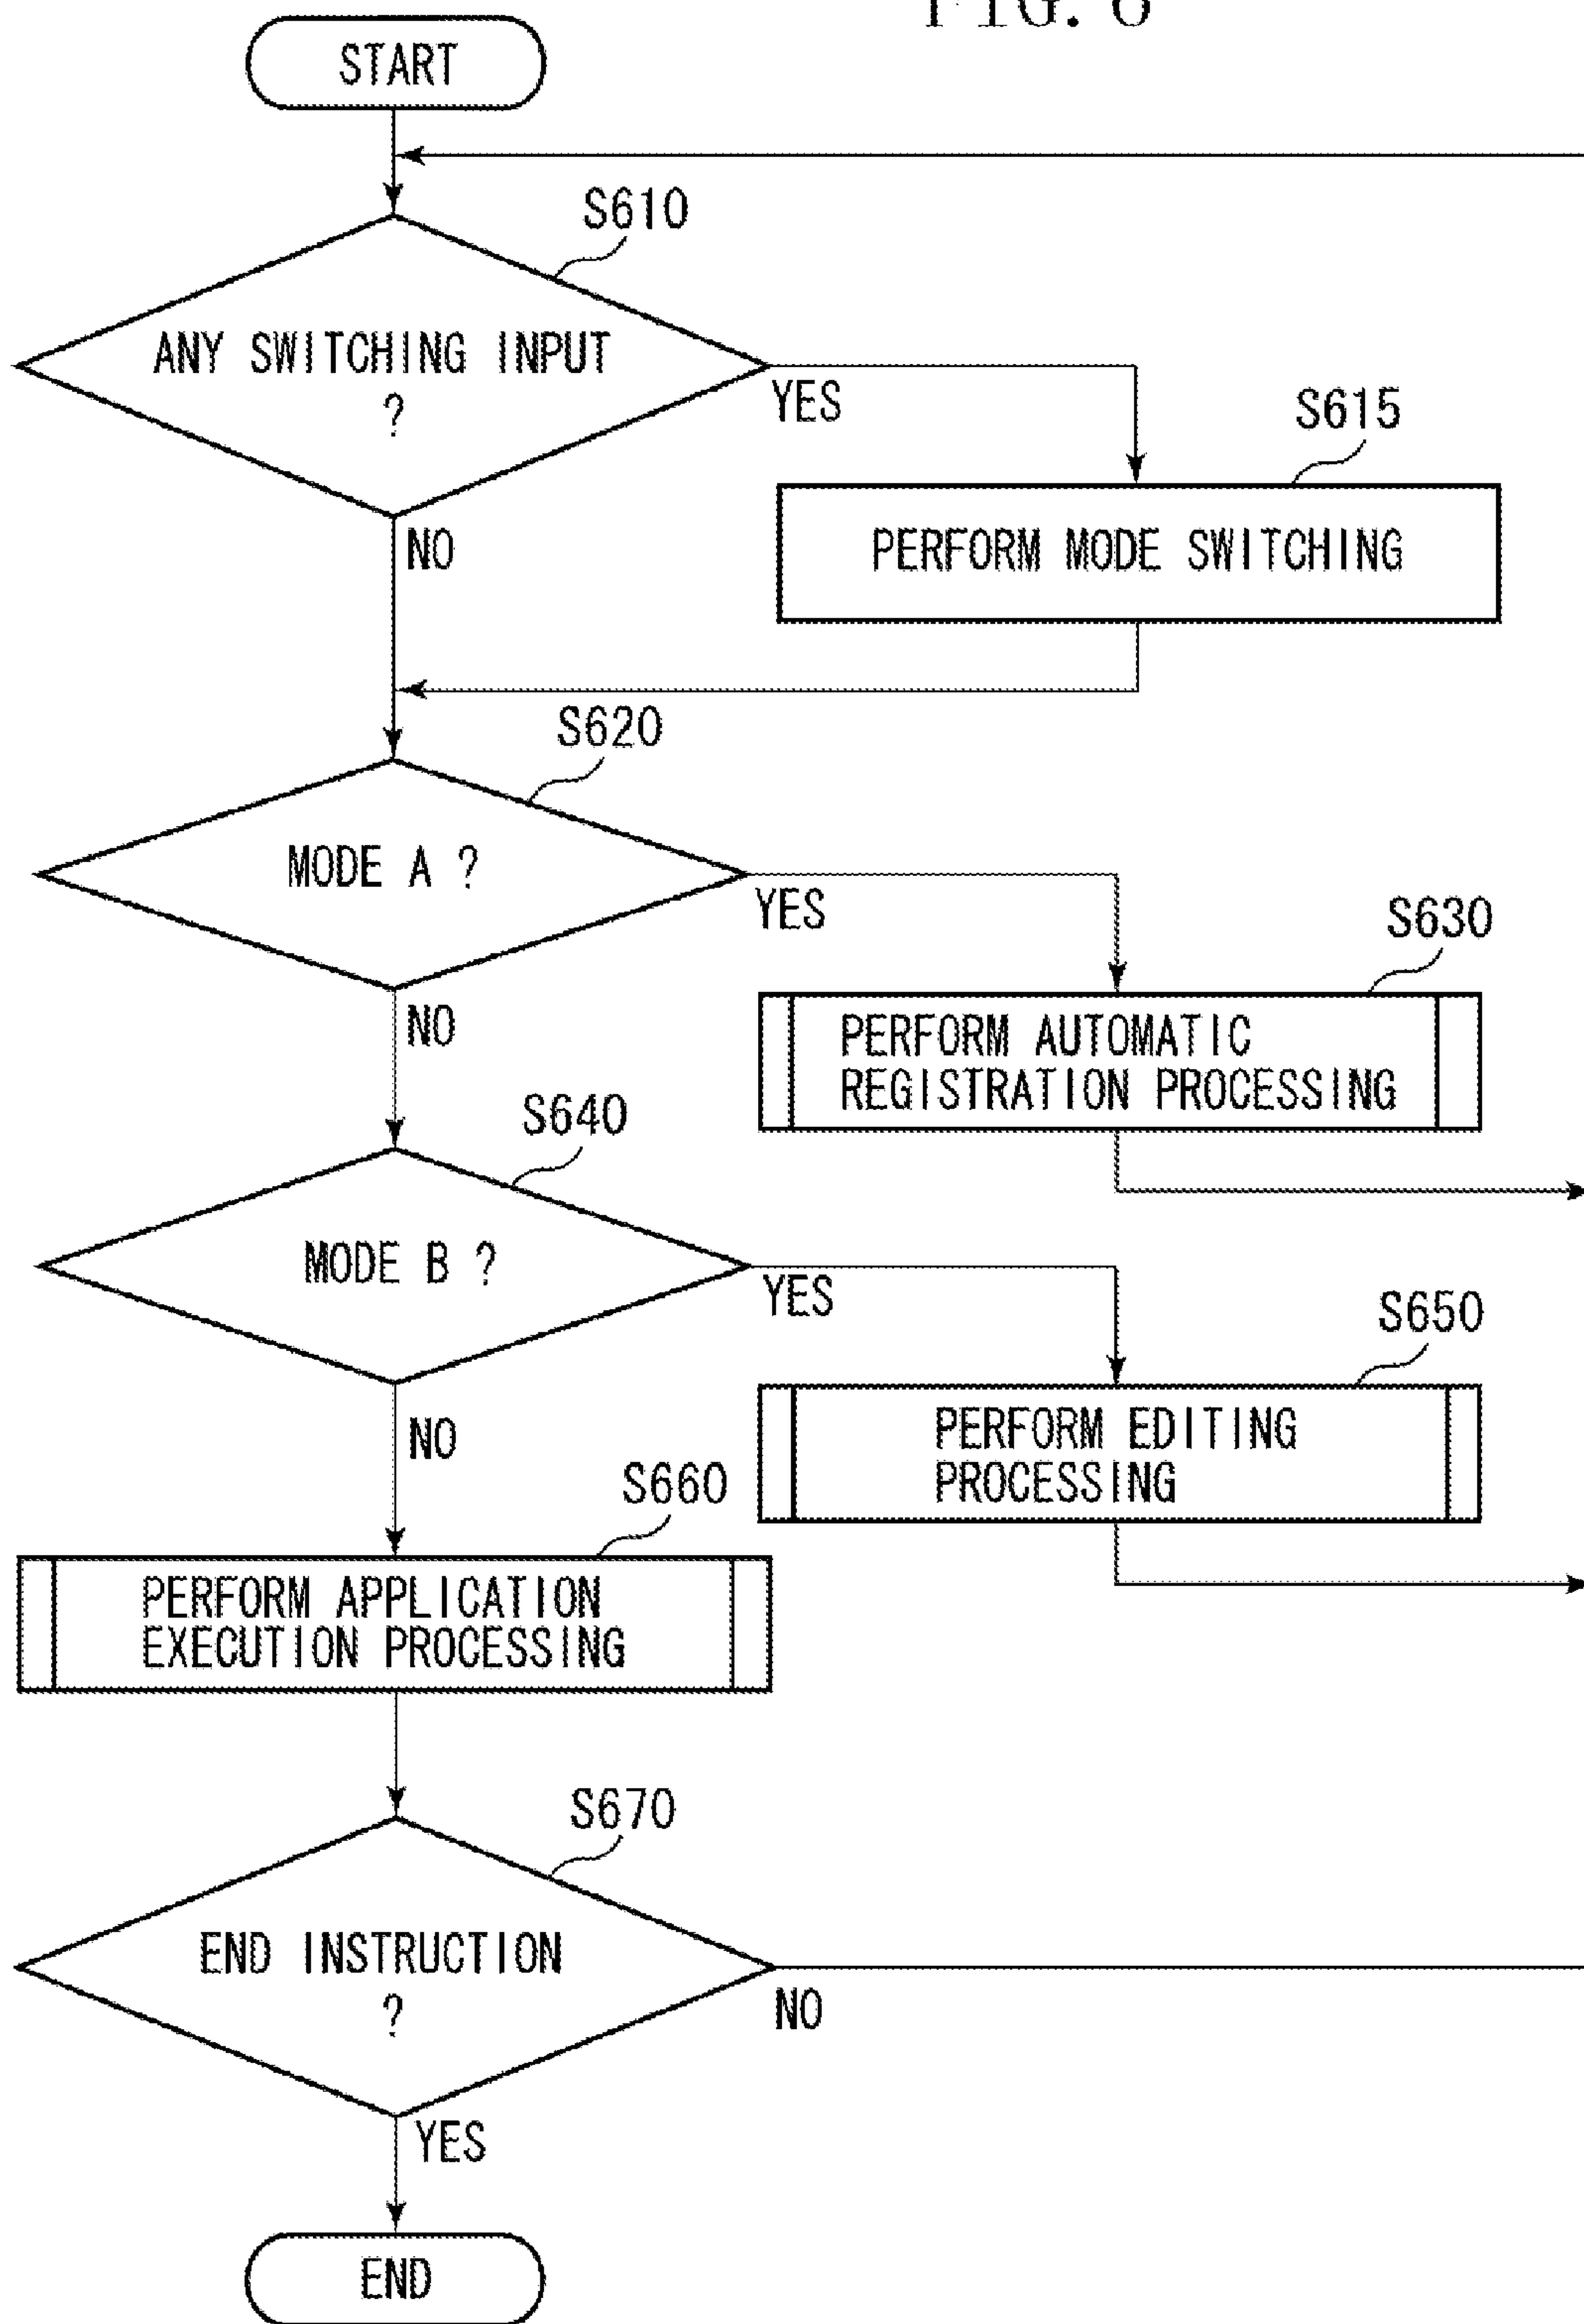 FIG. 6
START
S610
ANY SWITCHING INPUT
?
YES
S615
NO
PERFORM MODE SWITCHING
S620
MODE A ?
YES
S630
NO
PERFORM AUTOMATIC
REGISTRATION PROCESSING
S640
MODE B ?
YES
S650
NO
PERFORM EDITING
PROCESSING
S660
PERFORM APPLICATION
EXECUTION PROCESSING
S670
END INSTRUCTION
?
NO
YES
END